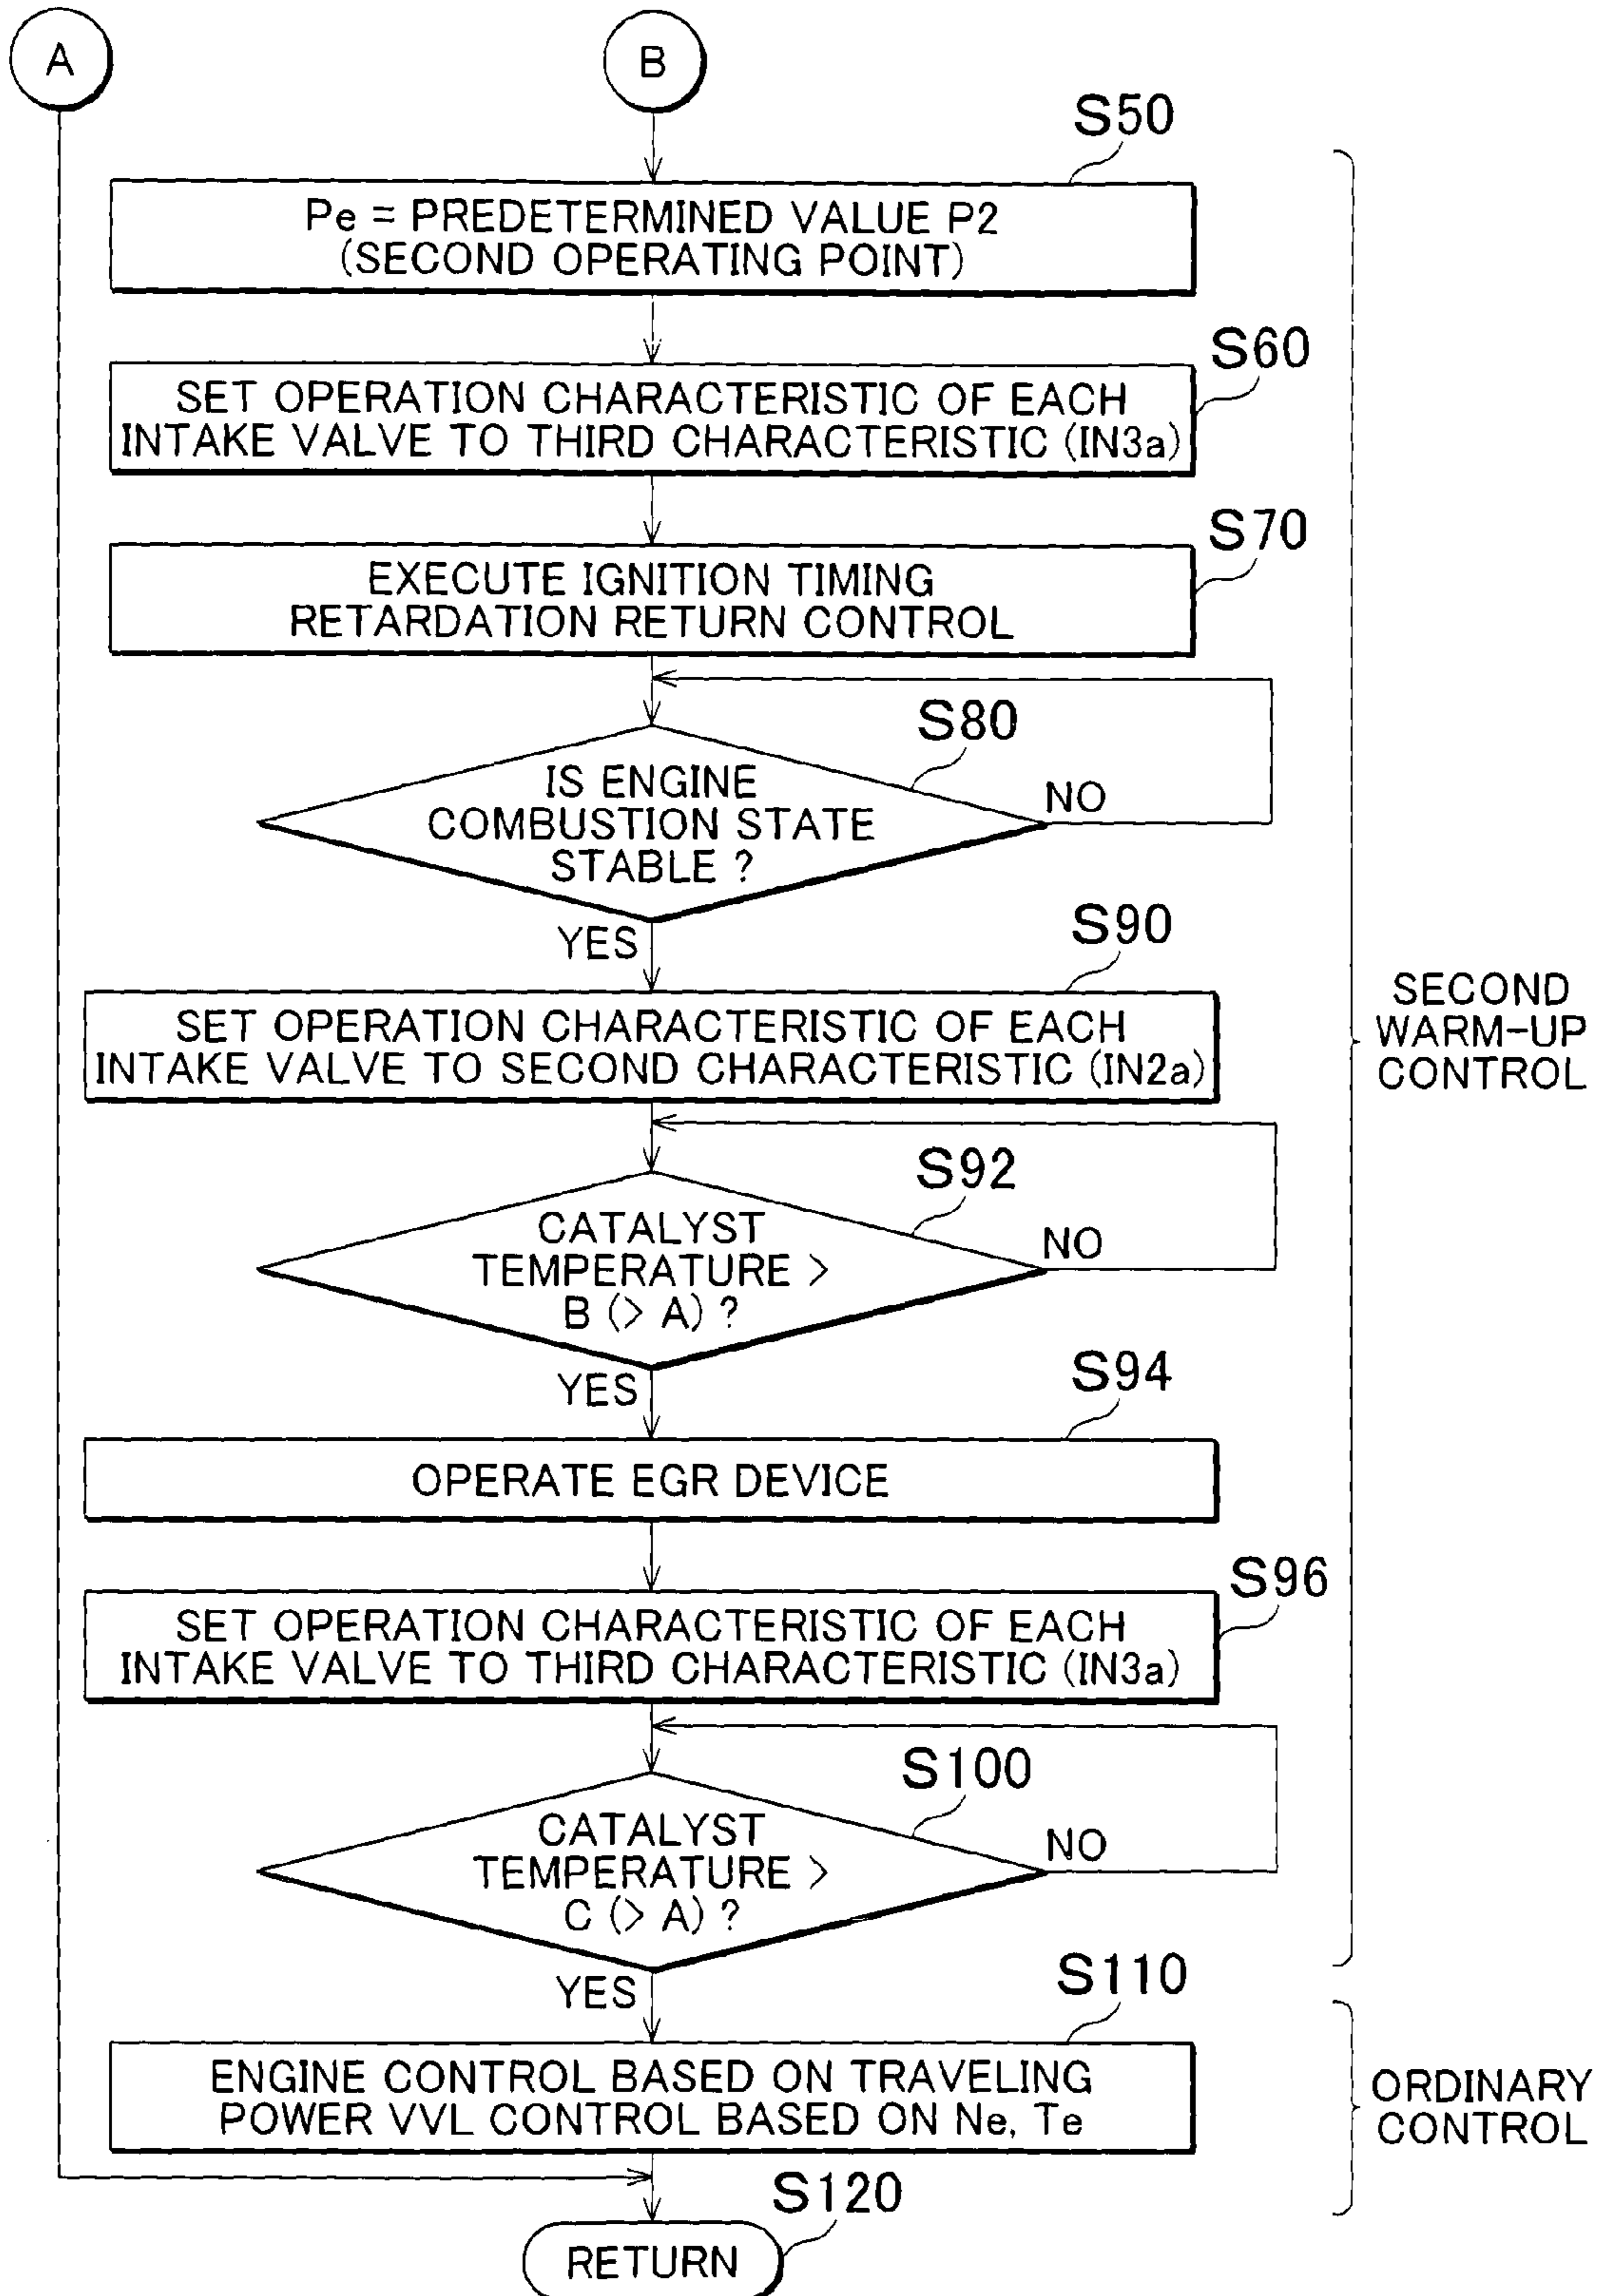 A
B
S50
Pe = PREDETERMINED VALUE P2
(SECOND OPERATING POINT)
S60
SET OPERATION CHARACTERISTIC OF EACH
INTAKE VALVE TO THIRD CHARACTERISTIC (IN3a)
S70
EXECUTE IGNITION TIMING
RETARDATION RETURN CONTROL
S80
IS ENGINE
COMBUSTION STATE
STABLE ?
NO
YES
S90
SET OPERATION CHARACTERISTIC OF EACH
INTAKE VALVE TO SECOND CHARACTERISTIC (IN2a)
SECOND
WARM-UP
CONTROL
S92
CATALYST
TEMPERATURE >
B (> A) ?
NO
YES
S94
OPERATE EGR DEVICE
S96
SET OPERATION CHARACTERISTIC OF EACH
INTAKE VALVE TO THIRD CHARACTERISTIC (IN3a)
S100
CATALYST
TEMPERATURE >
C (> A) ?
NO
YES
S110
ENGINE CONTROL BASED ON TRAVELING
POWER VVL CONTROL BASED ON Ne, Te
ORDINARY
CONTROL
S120
RETURN